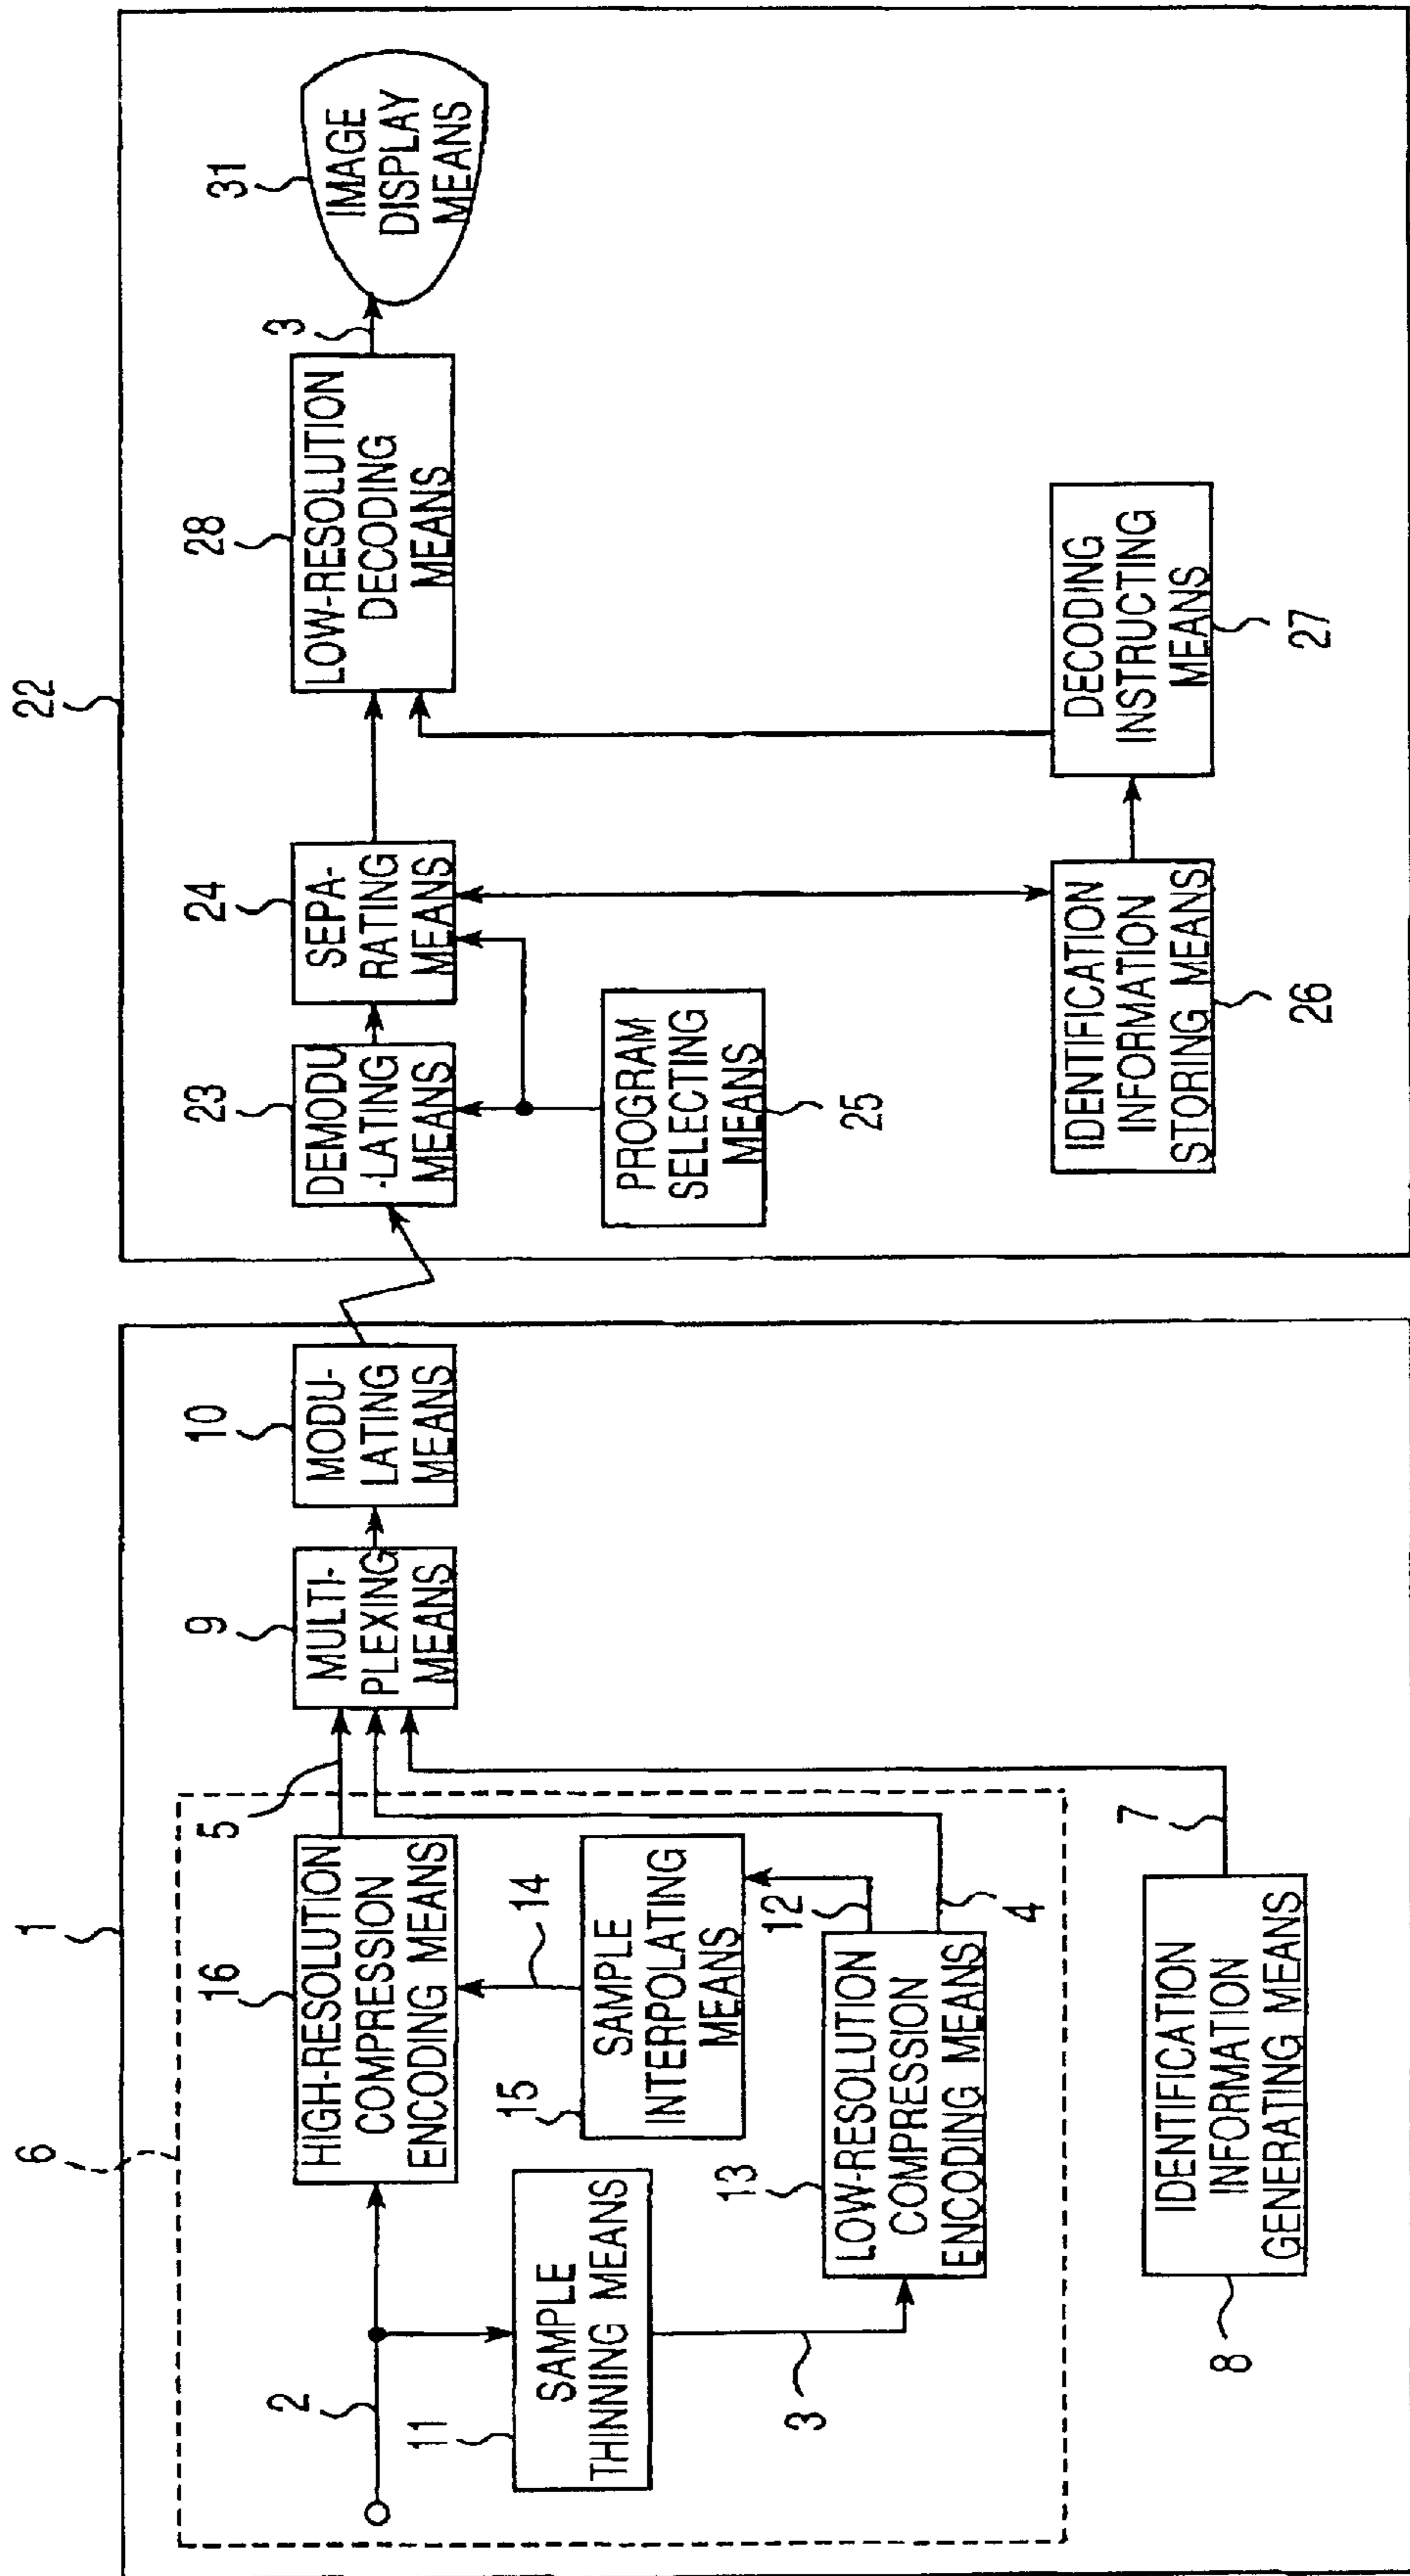 1
6
2
16
HIGH-RESOLUTION
COMPRESSION
ENCODING MEANS
5
9
MULTI-
PLEXING
MEANS
10
MODU-
LATING
MEANS
11
SAMPLE
THINNING MEANS
3
15
SAMPLE
INTERPOLATING
MEANS
14
12
13
LOW-RESOLUTION
COMPRESSION
ENCODING MEANS
4
8
IDENTIFICATION
INFORMATION
GENERATING MEANS
7
22
23
DEMODU
-LATING
MEANS
24
SEPA-
RATING
MEANS
28
LOW-RESOLUTION
DECODING
MEANS
3
31
IMAGE
DISPLAY
MEANS
PROGRAM
SELECTING
MEANS
25
IDENTIFICATION
INFORMATION
STORING MEANS
26
DECODING
INSTRUCTING
MEANS
27